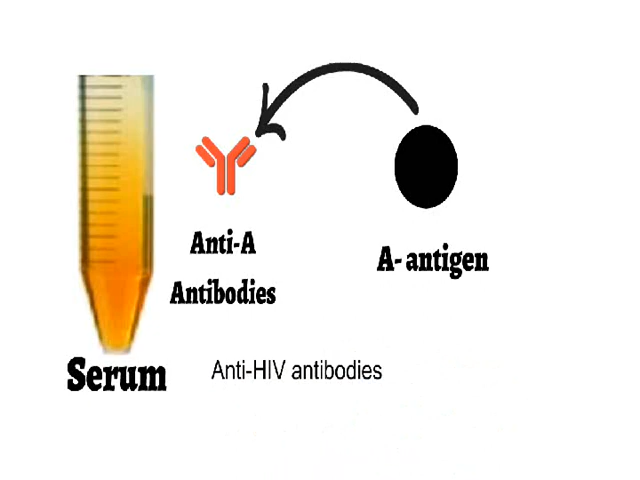 Anti-A
Antibodies
A- antigen
Serum
Anti-HIV antibodies